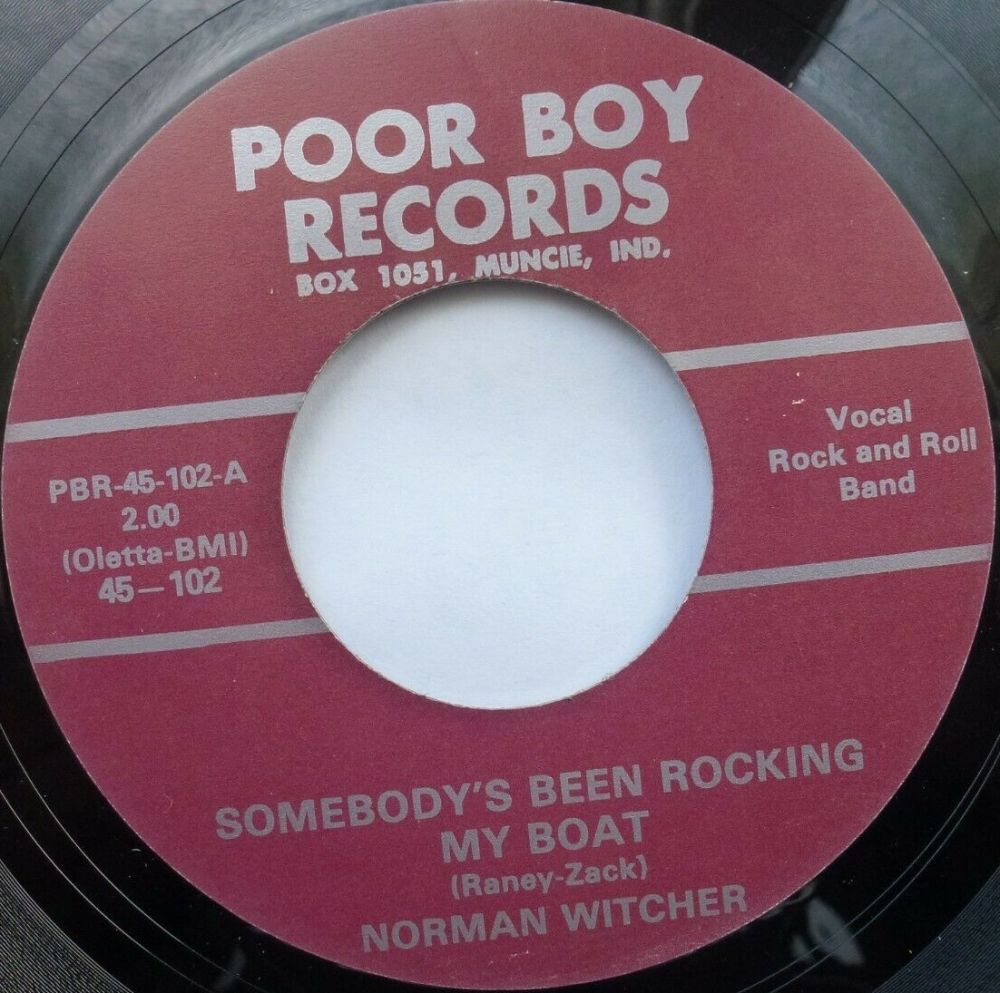 POOR BOY
RECORDS
BOX 1051, MUNCIE, IND.
Vocal
Rock and Roll
Band
PBR-45-102-A
2.00
(Oletta-BMI)
45—102
SOMEBODY'S BEEN ROCKING
MY BOAT
(Raney-Zack)
NORMAN WITCHER